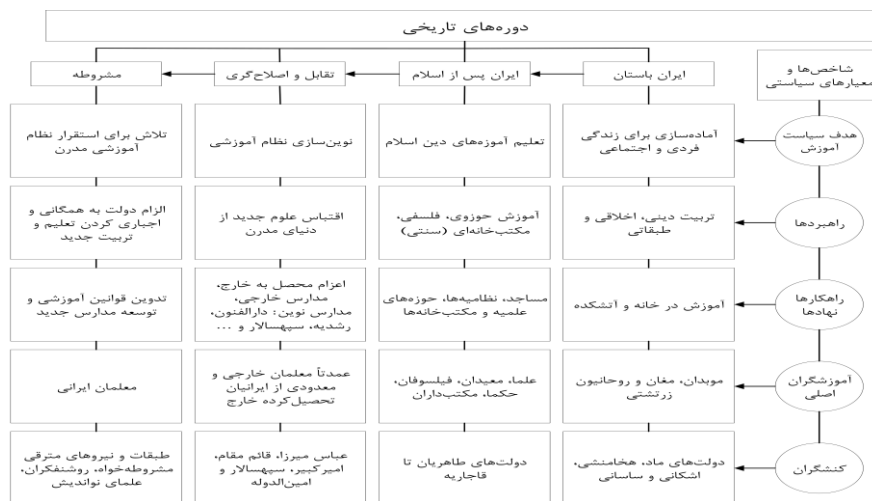 دوره‌های تاریخی
شاخص‌ها و
معیارهای سیاستی
ایران باستان
ایران پس از اسلام
تقابل و اصلاح‌گری
مشروطه
هدف سیاست
آموزش
آماده‌سازی برای زندگی
فردی و اجتماعی
تعلیم آموزه‌های دین اسلام
نوین‌سازی نظام آموزشی
تلاش برای استقرار نظام
آموزشی مدرن
راهبردها
تربیت دینی، اخلاقی و
طبقاتی
آموزش حوزوی، فلسفی،
مکتب‌خانه‌ای (سنتی)
اقتباس علوم جدید از
دنیای مدرن
الزام دولت به همگانی و
اجباری کردن تعلیم و
تربیت جدید
راهکارها
نهادها
آموزش در خانه و آتشکده
مساجد، نظامیه‌ها، حوزه‌های
علمیه و مکتب‌خانه‌ها
اعزام محصل به خارج،
مدارس خارجی،
مدارس نوین: دارالفنون،
رشدیه، سپهسالار و ...
تدوین قوانین آموزشی و
توسعه مدارس جدید
آموزشگران
اصلی
موبدان، مغان و روحانیون
زرتشتی
علما، معیدان، فیلسوفان،
حکما، مکتب‌داران
عمدتاً معلمان خارجی و
معدودی از ایرانیان
تحصیل‌کرده خارج
معلمان ایرانی
کنشگران
دولت‌های ماد، هخامنشی،
اشکانی و ساسانی
دولت‌های طاهریان تا
قاجاریه
عباس میرزا، قائم مقام،
امیرکبیر، سپهسالار و
امین‌الدوله
طبقات و نیروهای مترقی
مشروطه‌خواه، روشنفکران،
علمای نواندیش